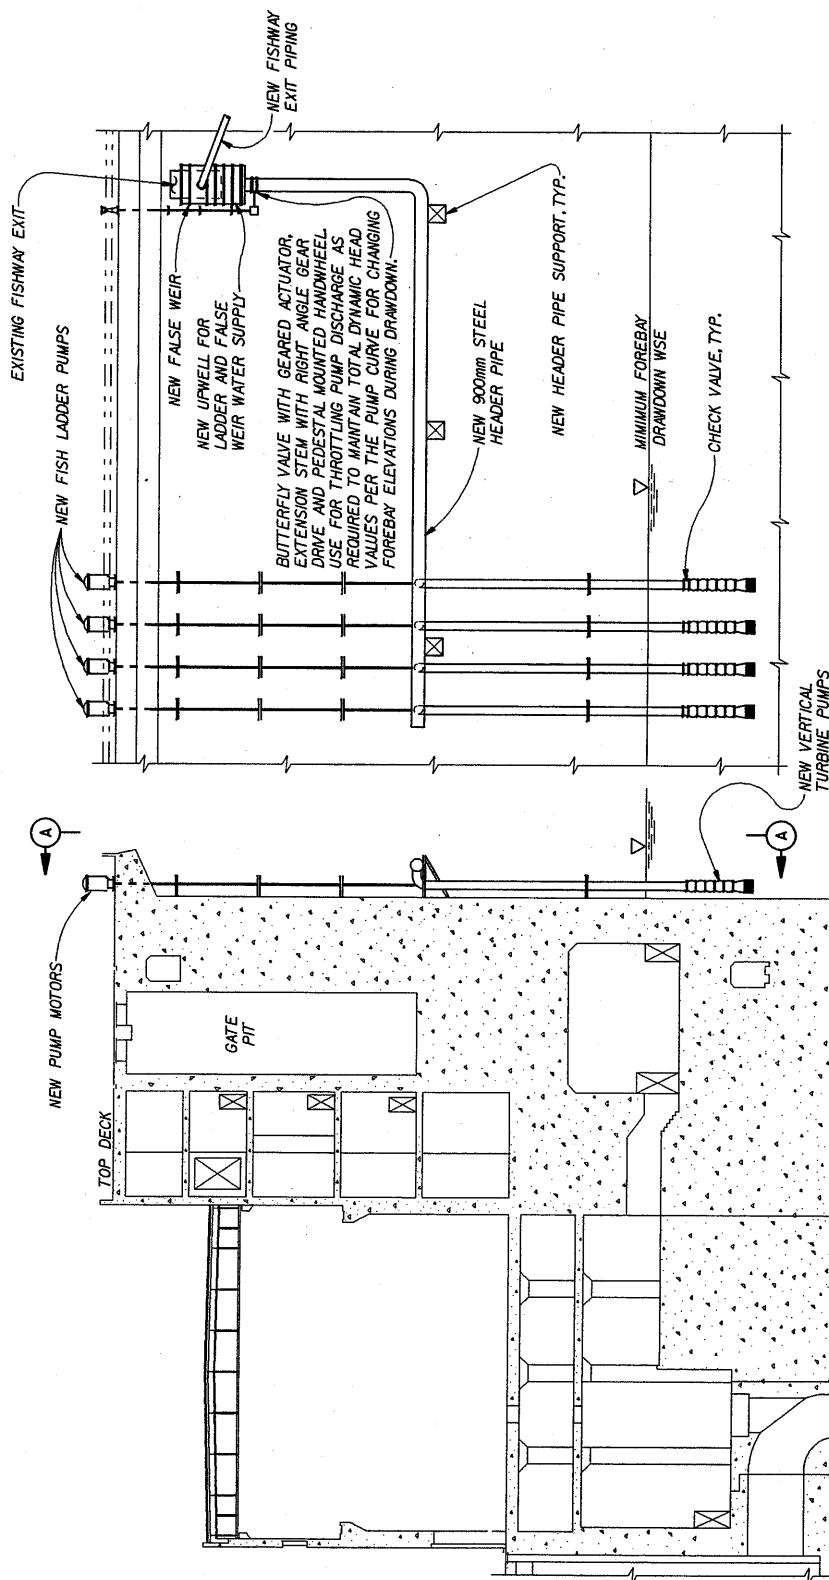 NEW PUMP MOTORS
TOP DECK
GATE
PIT
A
A
NEW VERTICAL
TURBINE PUMPS
EXISTING FISHWAY EXIT
NEW FISH LADDER PUMPS
NEW FALSE WEIR
NEW UPWELL FOR
LADDER AND FALSE
WEIR WATER SUPPLY
NEW FISHWAY
EXIT PIPING
BUTTERFLY VALVE WITH GEARED ACTUATOR,
EXTENSION STEM WITH RIGHT ANGLE GEAR
DRIVE AND PEDESTAL MOUNTED HANDWHEEL.
USE FOR THROTTLING PUMP DISCHARGE AS
REQUIRED TO MAINTAIN TOTAL DYNAMIC HEAD
VALUES PER THE PUMP CURVE FOR CHANGING
FOREBAY ELEVATIONS DURING DRAWDOWN.
NEW 900mm STEEL
HEADER PIPE
NEW HEADER PIPE SUPPORT, TYP.
MIMIMUM FOREBAY
DRAWDOWN WSE
CHECK VALVE, TYP.